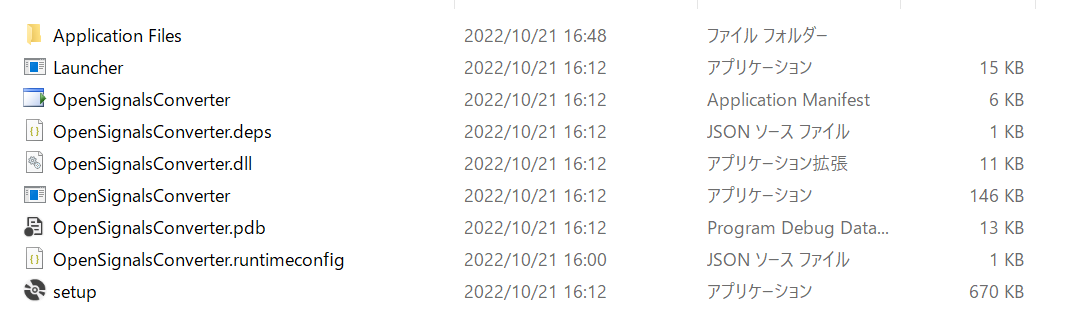 Application Files 2022/10/21 16:48 ファイル フォルダー
Launcher 2022/10/21 16:12 アプリケーション 15 KB
OpenSignalsConverter 2022/10/21 16:12 Application Manifest 6 KB
OpenSignalsConverter.deps 2022/10/21 16:12 JSON ソース ファイル 1 KB
OpenSignalsConverter.dll 2022/10/21 16:12 アプリケーション拡張 11 KB
OpenSignalsConverter 2022/10/21 16:12 アプリケーション 146 KB
OpenSignalsConverter.pdb 2022/10/21 16:12 Program Debug Data... 13 KB
OpenSignalsConverter.runtimeconfig 2022/10/21 16:00 JSON ソース ファイル 1 KB
setup 2022/10/21 16:12 アプリケーション 670 KB